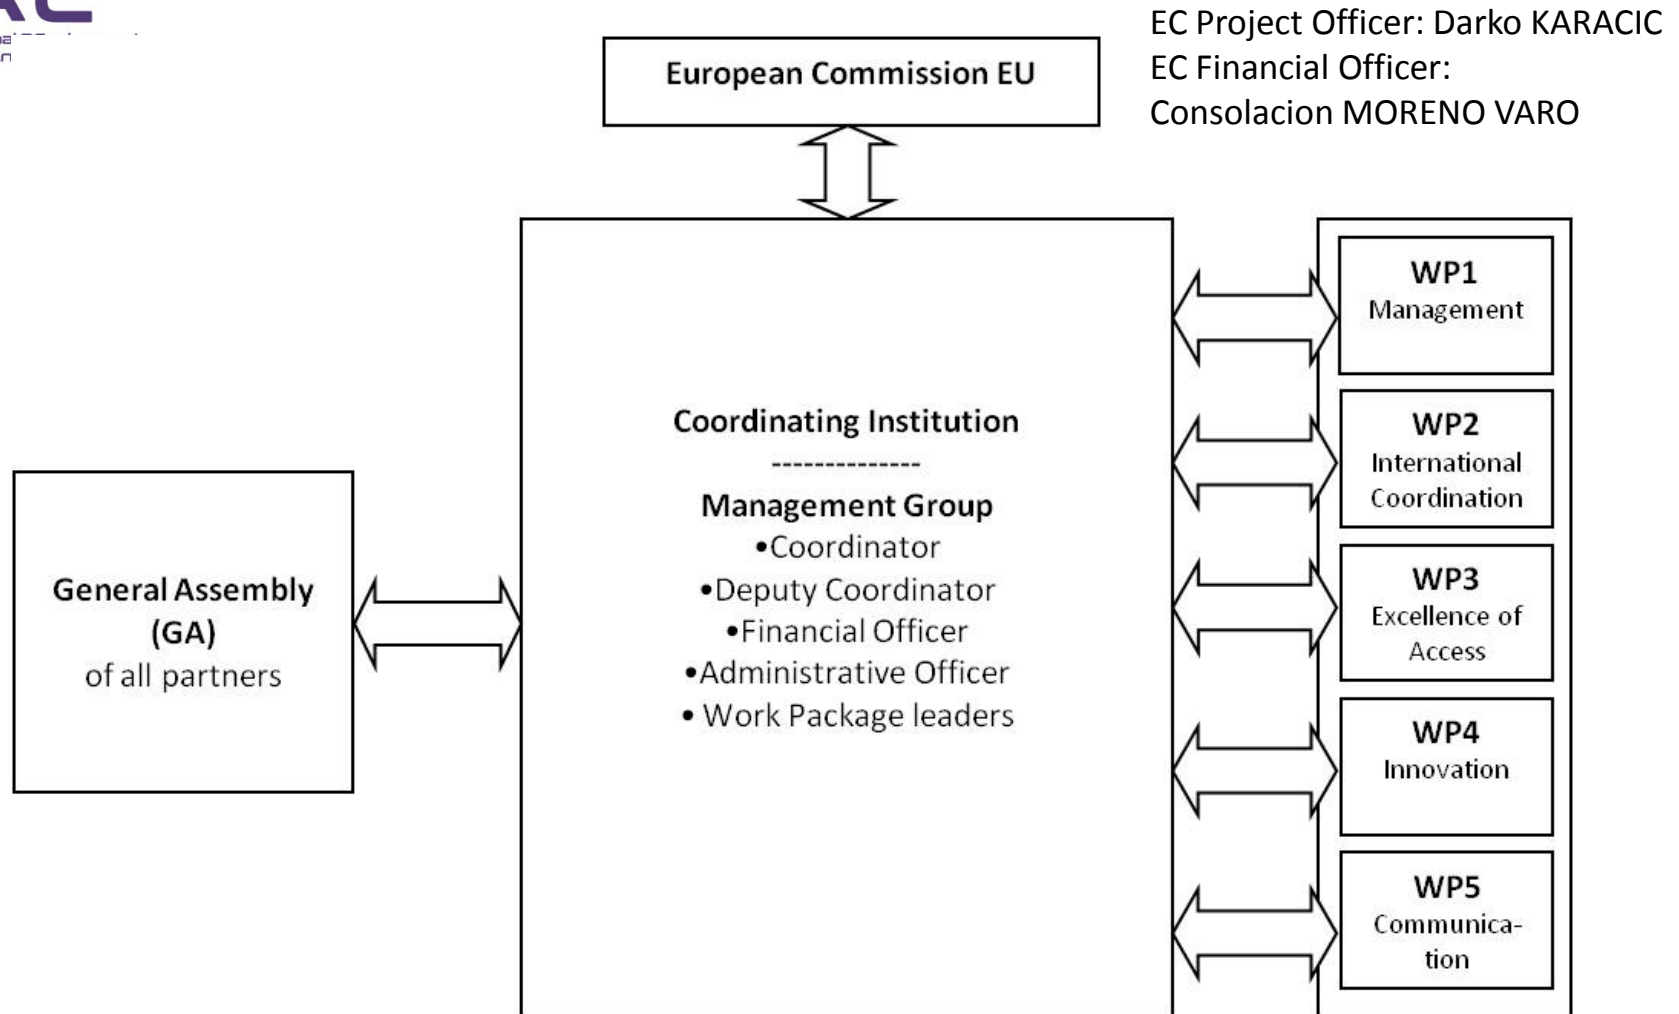 EC Project Officer: Darko KARACIC
EC Financial Officer:
Consolacion MORENO VARO
European Commission EU
Coordinating Institution
--------------
Management Group
•Coordinator
•Deputy Coordinator
•Financial Officer
•Administrative Officer
• Work Package leaders
General Assembly
(GA)
of all partners
WP1
Management
WP2
International
Coordination
WP3
Excellence of
Access
WP4
Innovation
WP5
Communica-
tion